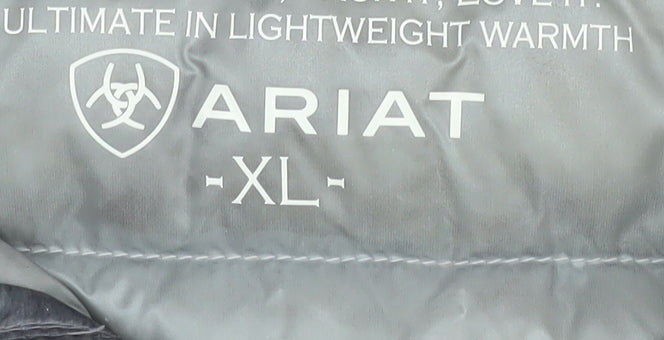 ULTIMATE IN LIGHTWEIGHT WARMTH
ARIAT
-XL-